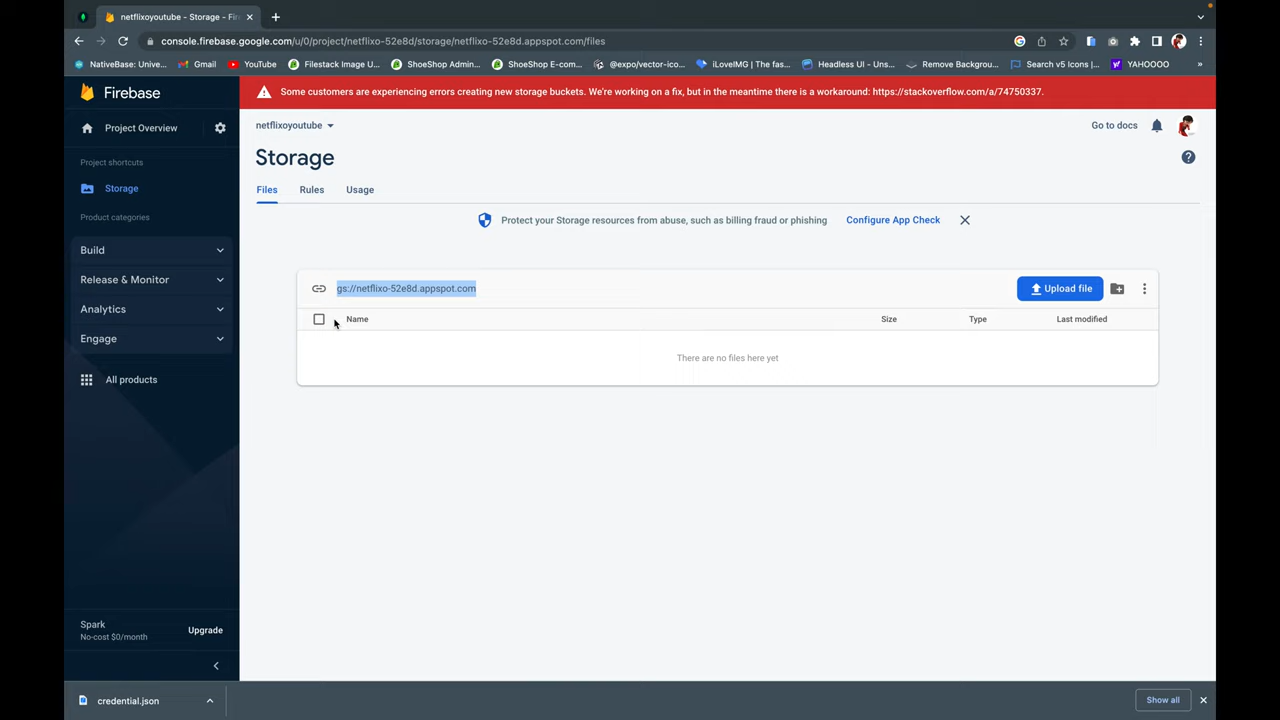 netflixoyoutube - Storage - Fir
console.firebase.google.com/u/0/project/netflixo-52e8d/storage/netflixo-52e8d.appspot.com/files
NativeBase: Unive...
Gmail
YouTube
Filestack Image U...
ShoeShop Admin...
ShoeShop E-com...
@expo/vector-ico...
iLoveIMG | The fas...
Headless UI - Uns...
Remove Backgrou...
Search v5 Icons |...
YAHOOOO
»
Firebase
Some customers are experiencing errors creating new storage buckets. We're working on a fix, but in the meantime there is a workaround: https://stackoverflow.com/a/74750337.
Project Overview
netflixoyoutube
Go to docs
Storage
Project shortcuts
Storage
Files
Rules
Usage
Product categories
Protect your Storage resources from abuse, such as billing fraud or phishing
Configure App Check
Build
Release & Monitor
Analytics
Engage
All products
gs://netflixo-52e8d.appspot.com
Upload file
Name
Size
Type
Last modified
There are no files here yet
Spark
No-cost $0/month
Upgrade
credential.json
Show all